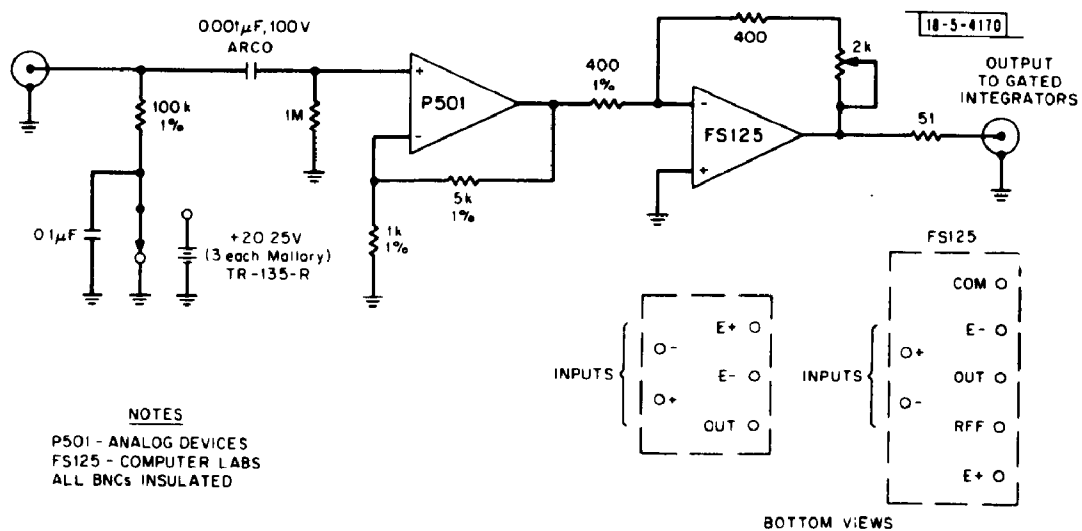 0.001µF, 100V
ARCO
18-5-4170
400
2k
OUTPUT
TO GATED
INTEGRATORS
400
1%
100k
1%
1M
+
P501
-
-
FS125
+
51
5k
1%
0.1µF
1k
1%
+20 25V
(3 each Mallory)
TR-135-R
FS125
COM
E-
INPUTS
+
-
OUT
RFF
E+
INPUTS
-
+
E+
E-
OUT
NOTES
P501 - ANALOG DEVICES
FS125 - COMPUTER LABS
ALL BNCs INSULATED
BOTTOM VIEWS